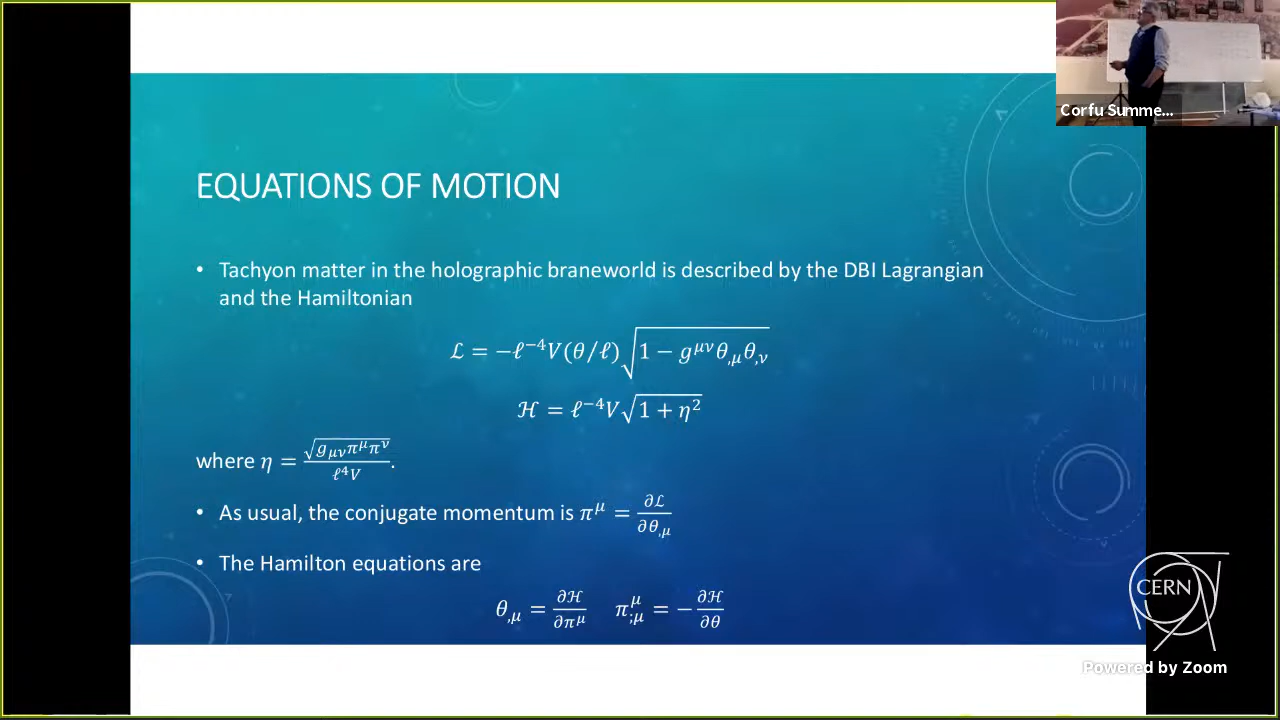 Corfu Summe...
EQUATIONS OF MOTION
• Tachyon matter in the holographic braneworld is described by the DBI Lagrangian
and the Hamiltonian
ℒ = −ℓ⁻⁴V(θ/ℓ)√(1 − g^{μν}θ_{,μ}θ_{,ν})
ℋ = ℓ⁻⁴V√(1 + η²)
where η = √(g_{μν}π^μπ^ν)/(ℓ⁴V).
• As usual, the conjugate momentum is π^μ = ∂ℒ/∂θ_{,μ}
• The Hamilton equations are
θ_{,μ} = ∂ℋ/∂π^μ π^μ_{;μ} = −∂ℋ/∂θ
CERN
Powered by Zoom